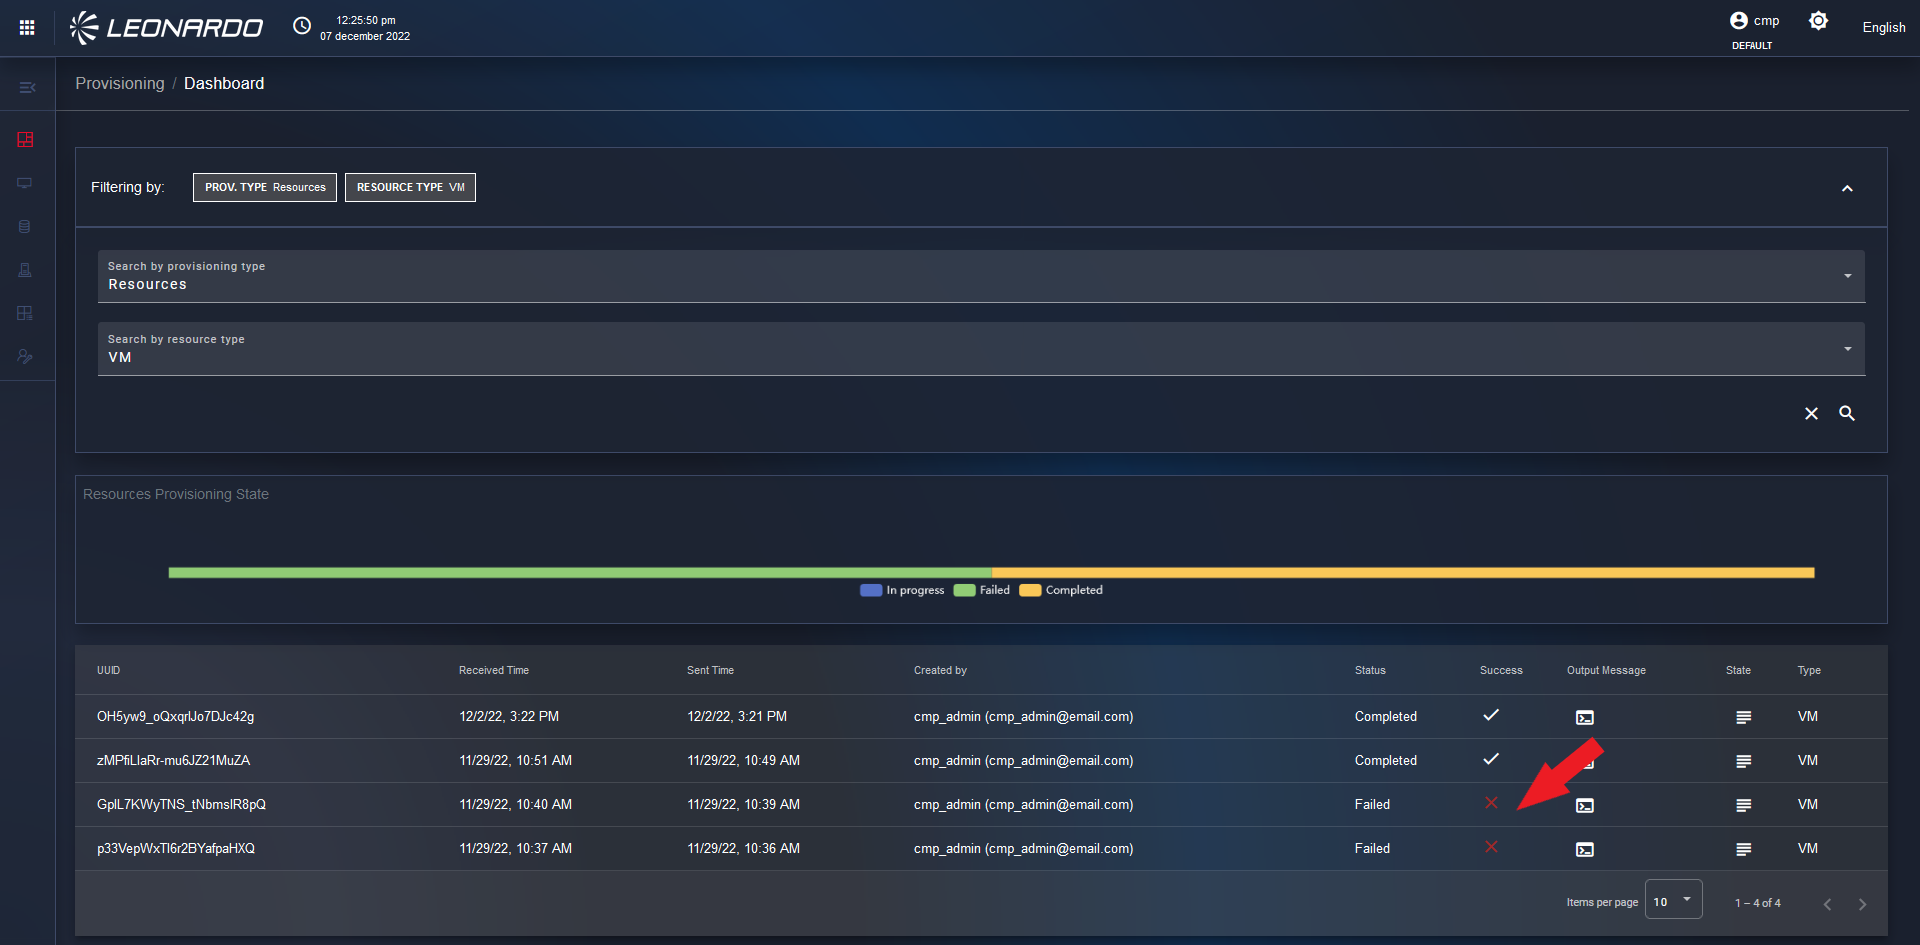 LEONARDO
12:25:50 pm
07 december 2022
cmp
DEFAULT
English
Provisioning / Dashboard
Filtering by:
PROV. TYPE Resources
RESOURCE TYPE VM
Search by provisioning type
Resources
Search by resource type
VM
Resources Provisioning State
In progress Failed Completed
UUID Received Time Sent Time Created by Status Success Output Message State Type
OH5yw9_oQxqrlJo7DJc42g 12/2/22, 3:22 PM 12/2/22, 3:21 PM cmp_admin (cmp_admin@email.com) Completed VM
zMPfiLlaRr-mu6JZ21MuZA 11/29/22, 10:51 AM 11/29/22, 10:49 AM cmp_admin (cmp_admin@email.com) Completed VM
GplL7KWyTNS_tNbmslR8pQ 11/29/22, 10:40 AM 11/29/22, 10:39 AM cmp_admin (cmp_admin@email.com) Failed VM
p33VepWxTl6r2BYafpaHXQ 11/29/22, 10:37 AM 11/29/22, 10:36 AM cmp_admin (cmp_admin@email.com) Failed VM
Items per page 10 1 – 4 of 4